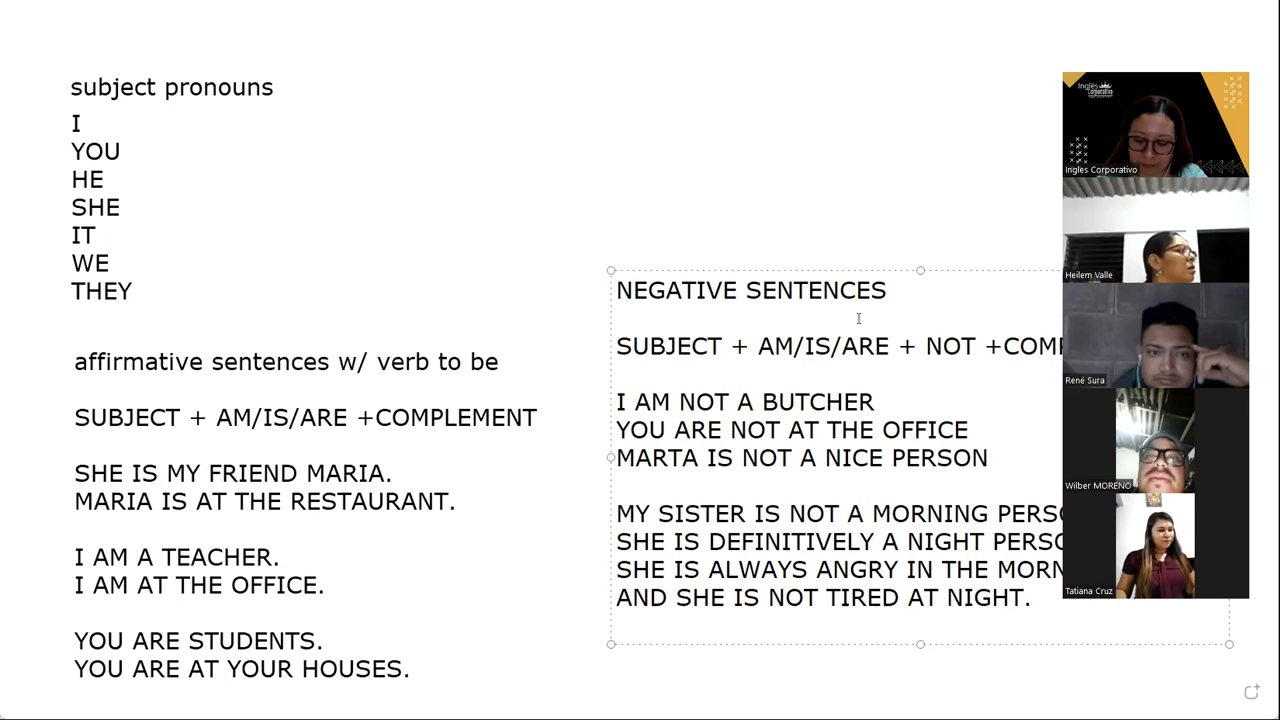 subject pronouns
I
YOU
HE
SHE
IT
WE
THEY
affirmative sentences w/ verb to be
SUBJECT + AM/IS/ARE +COMPLEMENT
SHE IS MY FRIEND MARIA.
MARIA IS AT THE RESTAURANT.
I AM A TEACHER.
I AM AT THE OFFICE.
YOU ARE STUDENTS.
YOU ARE AT YOUR HOUSES.
NEGATIVE SENTENCES
SUBJECT + AM/IS/ARE + NOT +COM
I AM NOT A BUTCHER
YOU ARE NOT AT THE OFFICE
MARTA IS NOT A NICE PERSON
MY SISTER IS NOT A MORNING PERS
SHE IS DEFINITIVELY A NIGHT PERS
SHE IS ALWAYS ANGRY IN THE MORN
AND SHE IS NOT TIRED AT NIGHT.
Inglés
Corporativo
Ingles Corporativo
Heilem Valle
René Sura
Wilber MORENO
Tatiana Cruz